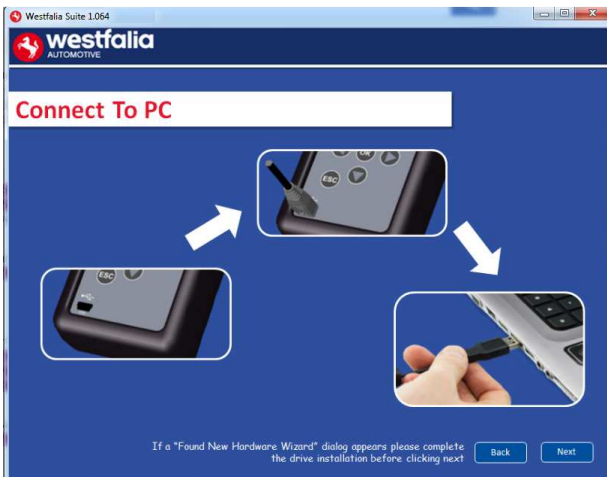 Westfalia Suite 1.064
westfalia
AUTOMOTIVE
Connect To PC
OK
ESC
ESC
If a "Found New Hardware Wizard" dialog appears please complete
the drive installation before clicking next
Back
Next